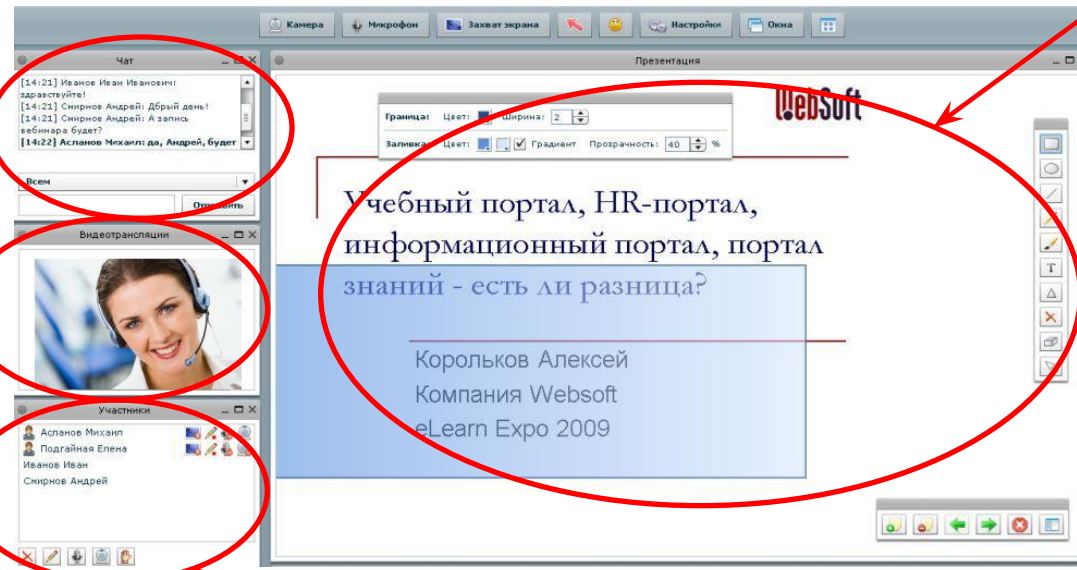 Камера Микрофон Захват экрана Настройки Окна
Чат
[14:21] Иванов Иван Иванович:
здравствуйте!
[14:21] Смирнов Андрей: Дбрый день!
[14:21] Смирнов Андрей: А запись
вебинара будет?
[14:22] Асланов Михаил: да, Андрей, будет
Всем
Отправить
Видеотрансляции
Участники
Асланов Михаил
Подгайная Елена
Иванов Иван
Смирнов Андрей
Презентация
WebSoft
Граница: Цвет: Ширина: 2
Заливка: Цвет: Градиент Прозрачность: 40 %
Учебный портал, HR-портал,
информационный портал, портал
знаний - есть ли разница?
Корольков Алексей
Компания Websoft
eLearn Expo 2009
T